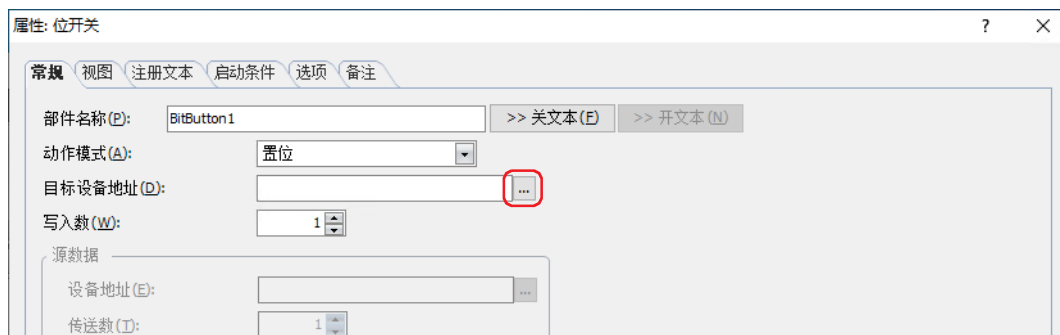 属性: 位开关 ?
常规 视图 注册文本 启动条件 选项 备注
部件名称(P): BitButton1 >> 关文本(F) >> 开文本(N)
动作模式(A): 置位
目标设备地址(D): ...
写入数(W): 1
源数据
设备地址(E): ...
传送数(T): 1